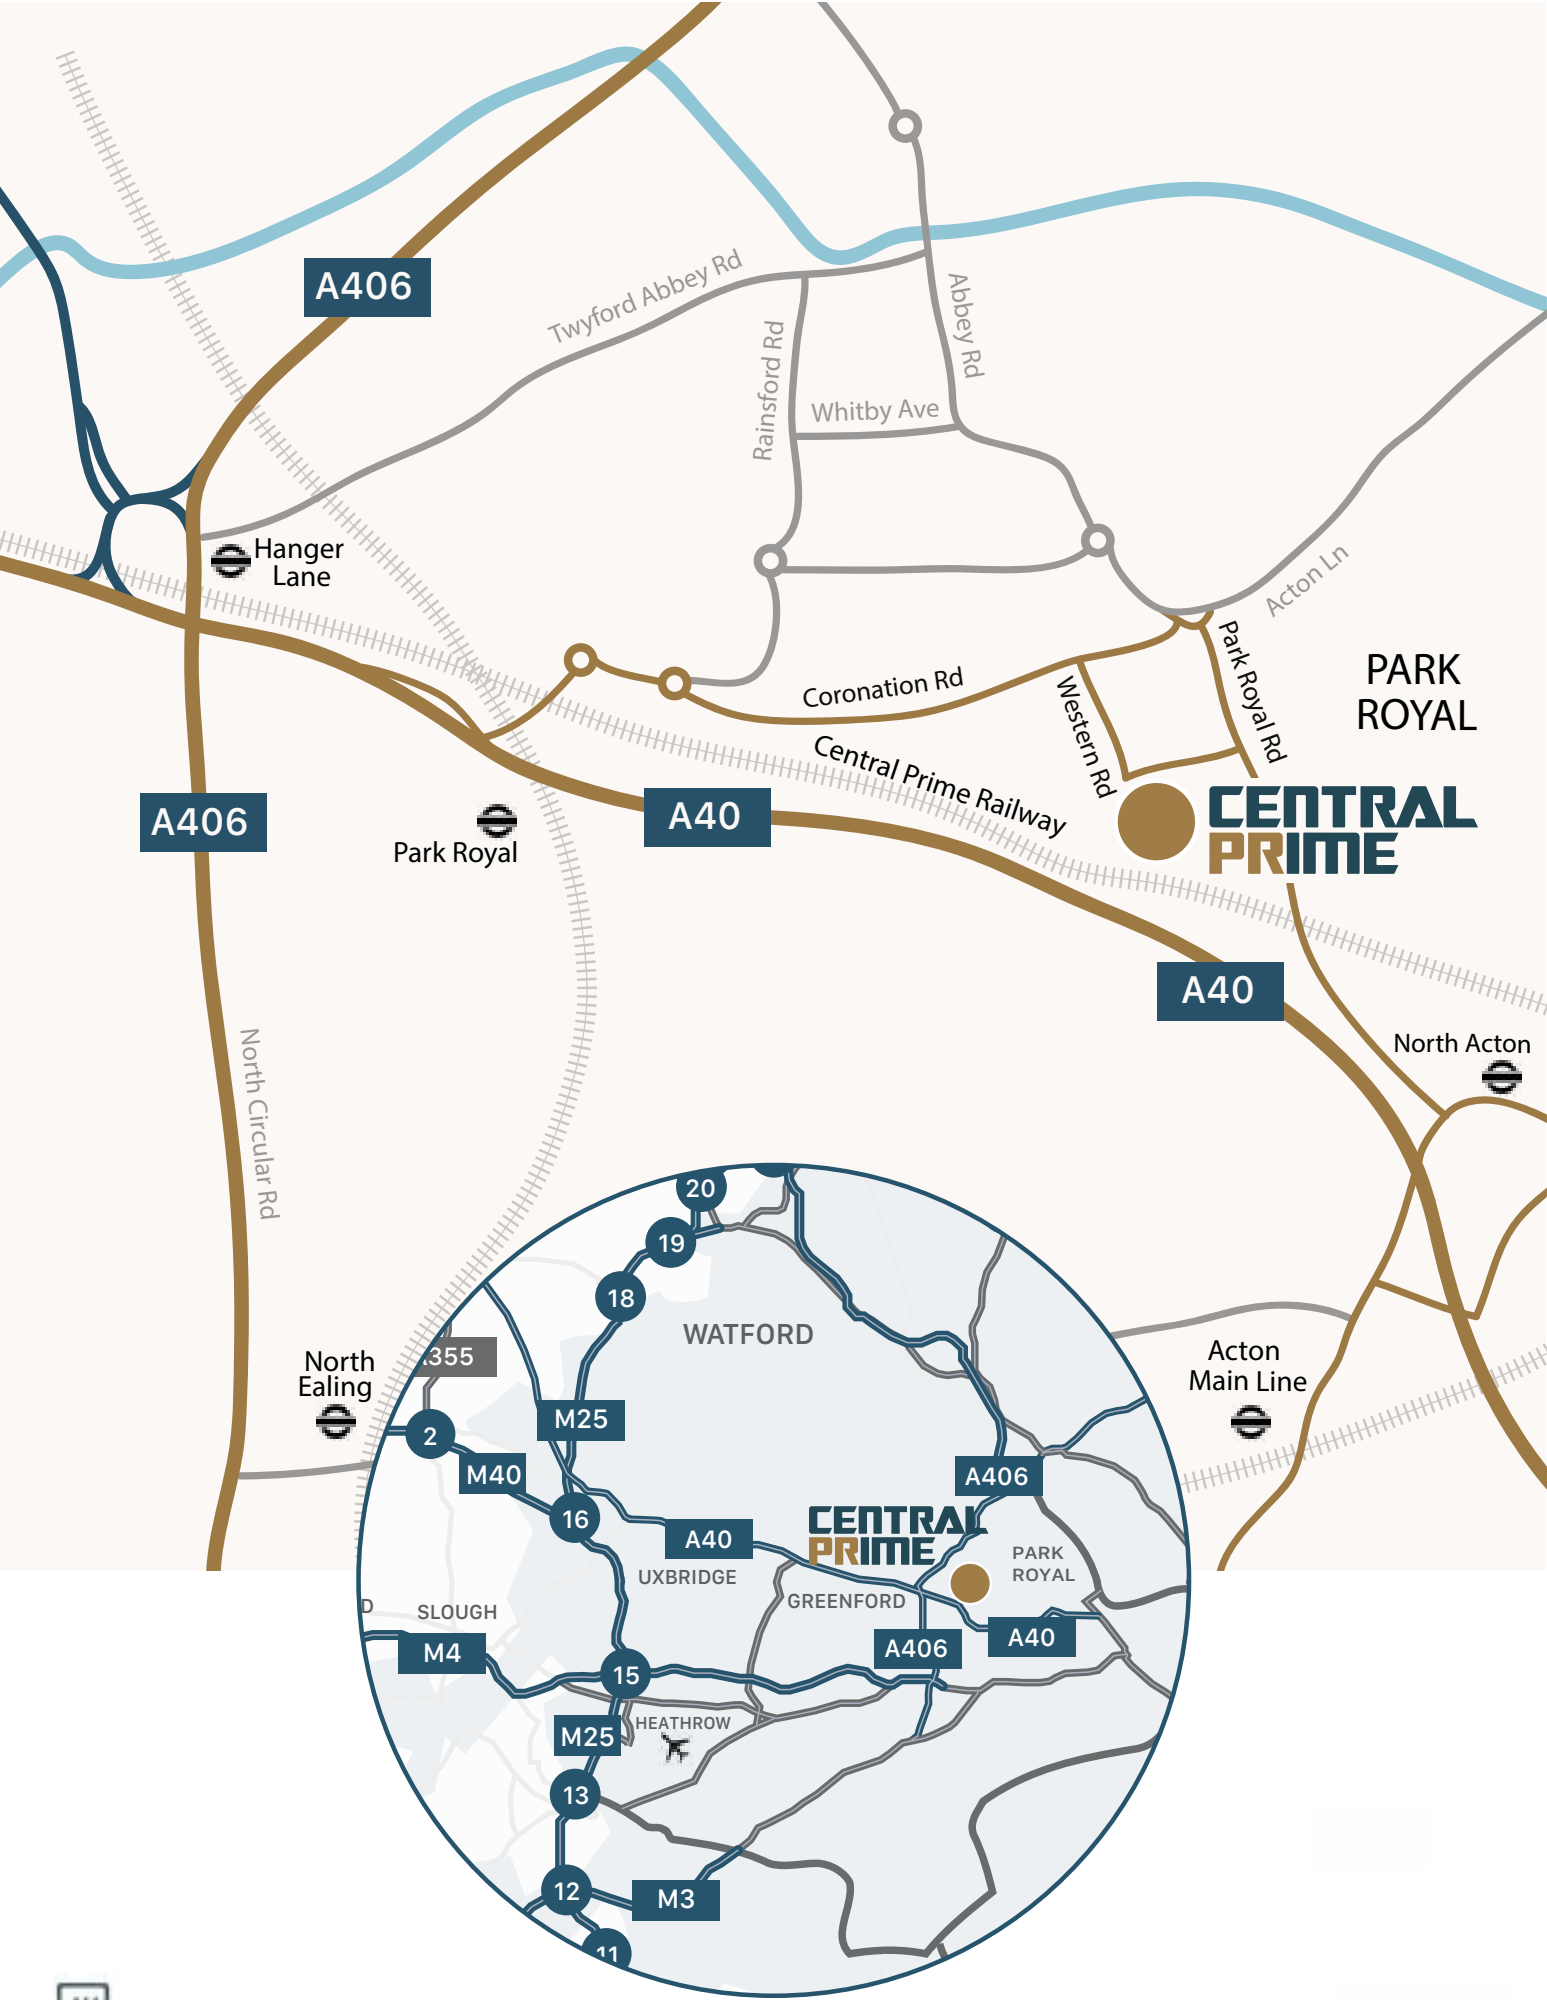 A406
Twyford Abbey Rd
Abbey Rd
Rainsford Rd
Whitby Ave
Hanger
Lane
Acton Ln
Park Royal Rd
PARK
ROYAL
Coronation Rd
Western Rd
Central Prime Railway
CENTRAL
PRIME
A406
A40
Park Royal
A40
North Acton
North Circular Rd
20
19
18
WATFORD
North
Ealing
355
Acton
Main Line
M25
2
M40
A406
16
CENTRAL
PRIME
A40
PARK
ROYAL
UXBRIDGE
GREENFORD
D
SLOUGH
A40
A406
M4
15
HEATHROW
M25
13
12
M3
11